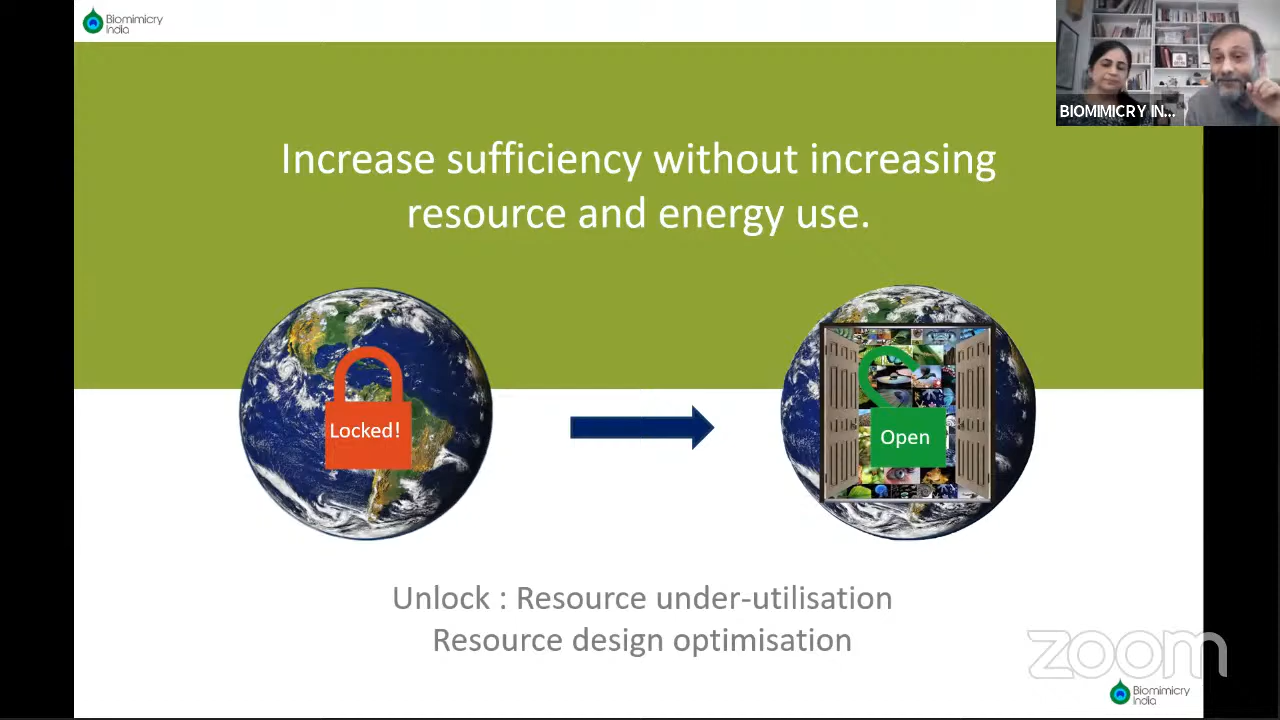 Biomimicry
India
BIOMIMICRY IN...
Increase sufficiency without increasing
resource and energy use.
Locked!
Open
Unlock : Resource under-utilisation
Resource design optimisation
zoom
Biomimicry
India